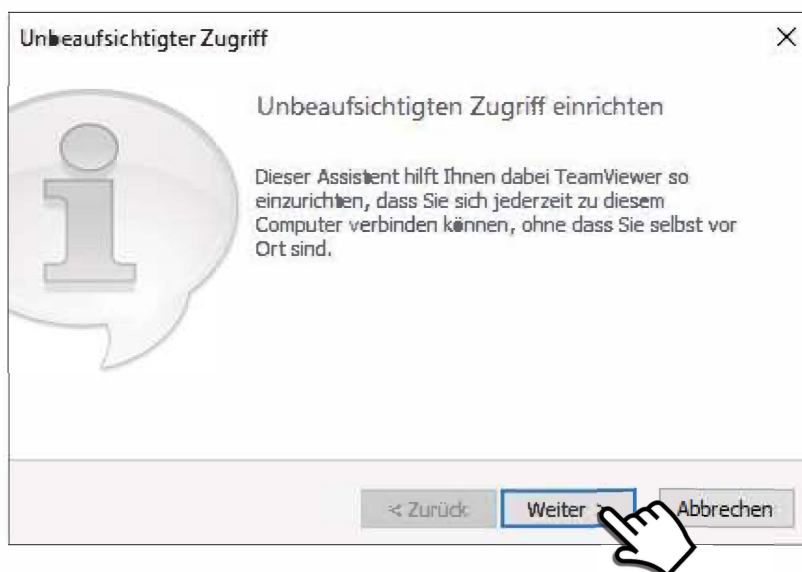 Unbeaufsichtigter Zugriff
Unbeaufsichtigten Zugriff einrichten
Dieser Assistent hilft Ihnen dabei TeamViewer so
einzurichten, dass Sie sich jederzeit zu diesem
Computer verbinden können, ohne dass Sie selbst vor
Ort sind.
< Zurück
Weiter >
Abbrechen